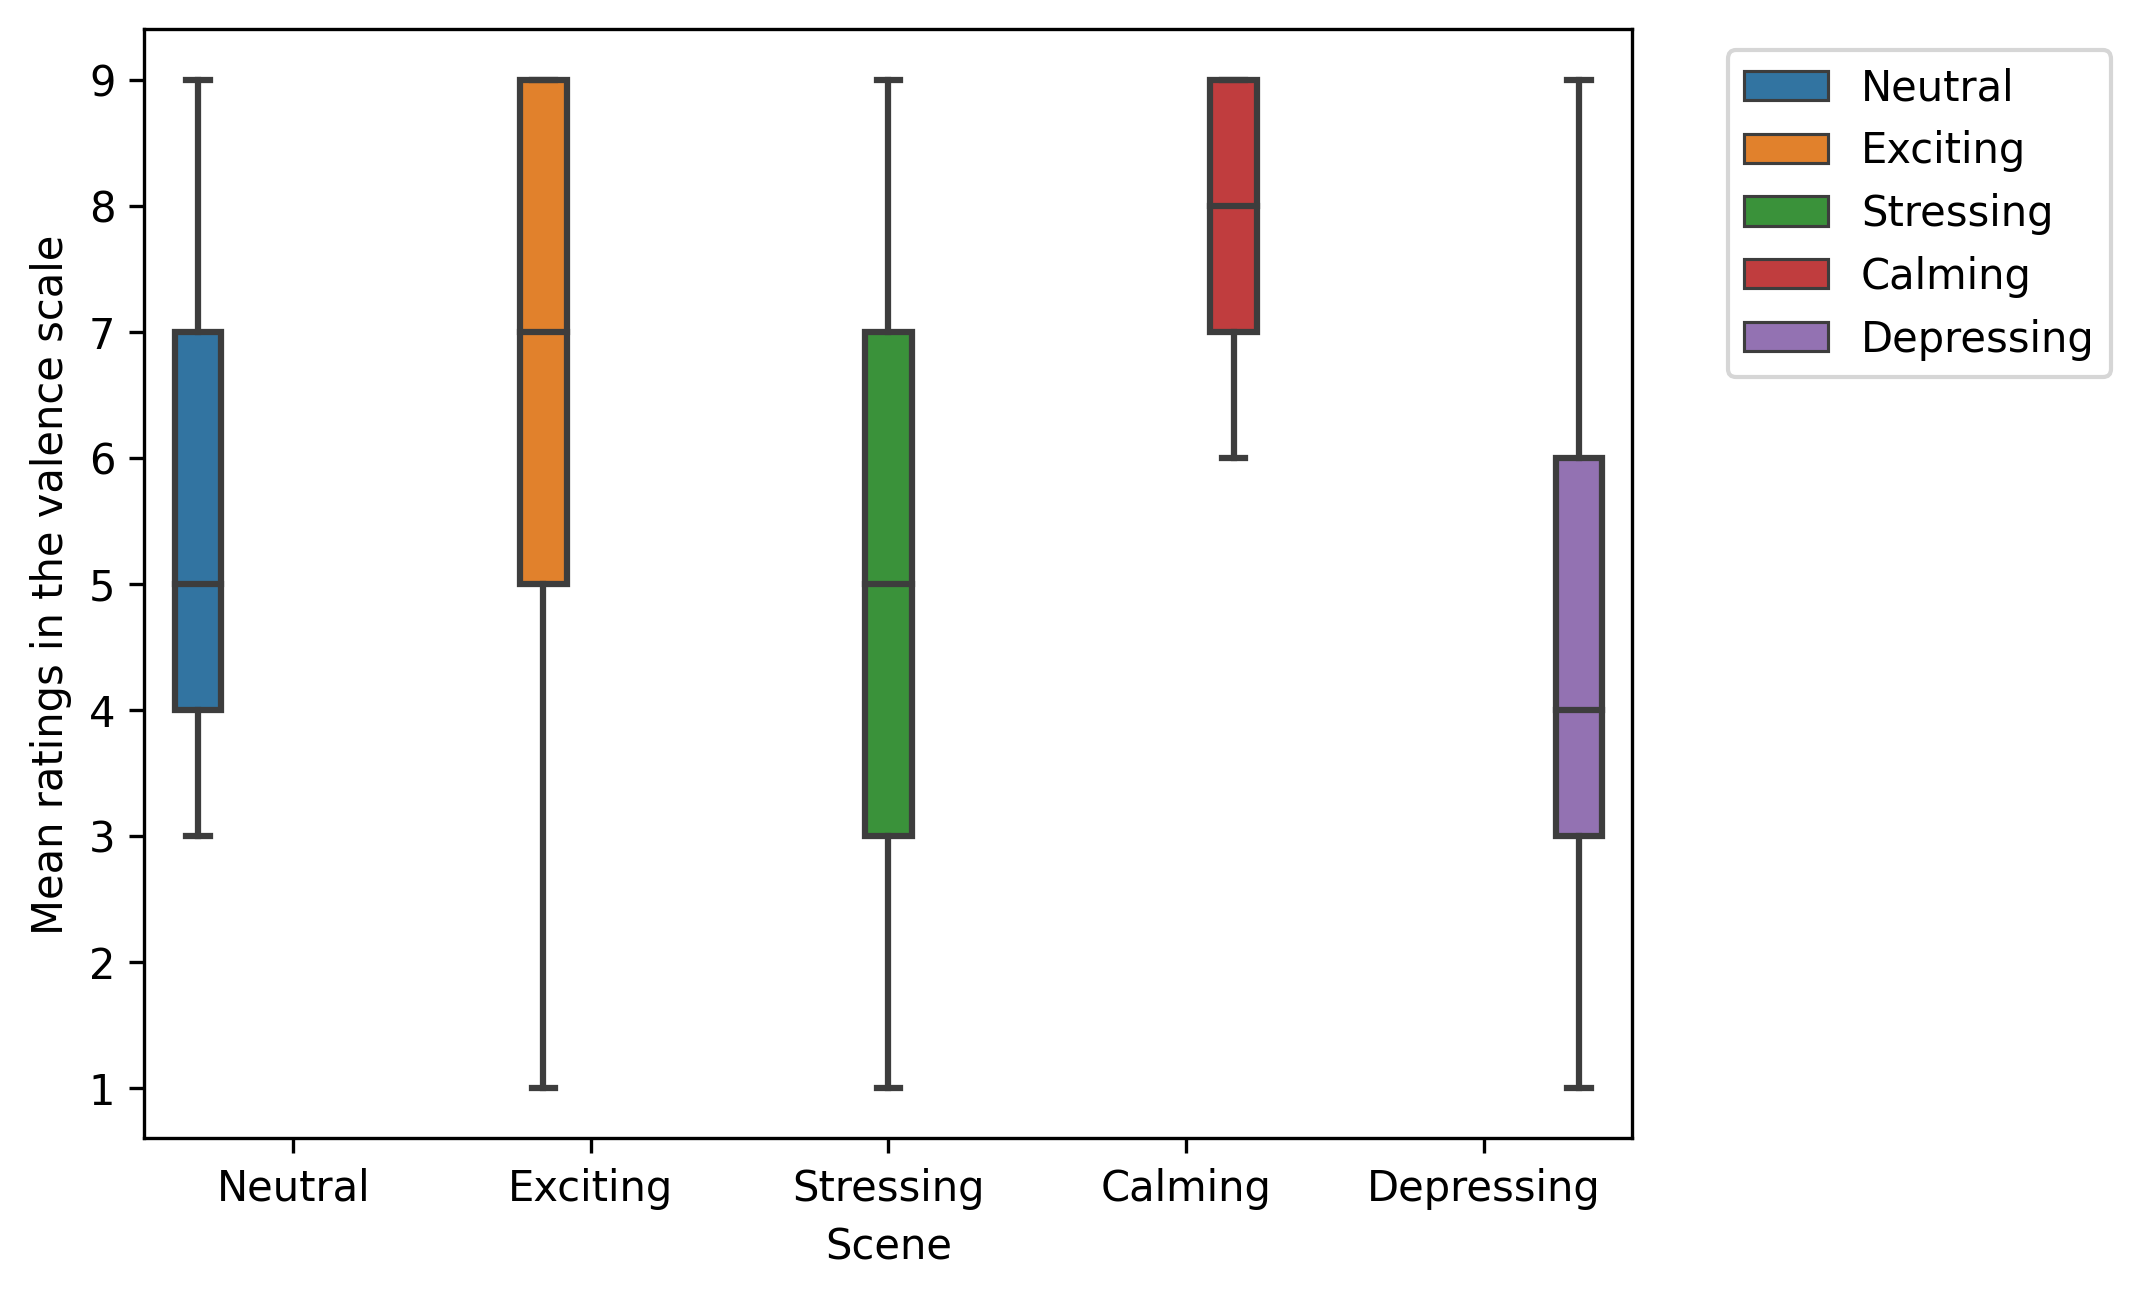 Mean ratings in the valence scale
9
8
7
6
5
4
3
2
1
Neutral
Exciting
Stressing
Calming
Depressing
Scene
Neutral
Exciting
Stressing
Calming
Depressing